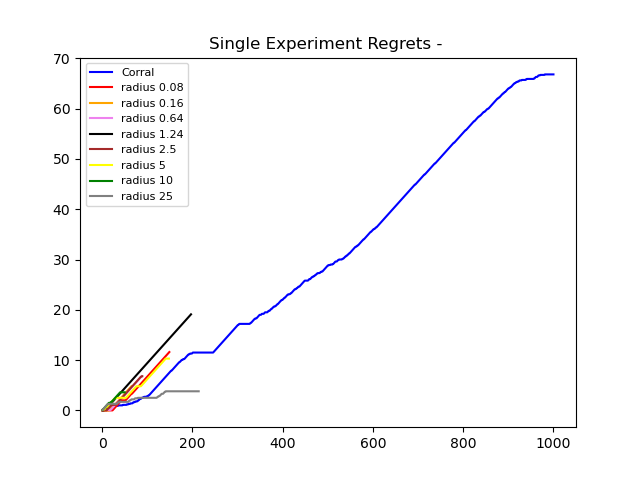 Single Experiment Regrets -
70
60
50
40
30
20
10
0
Corral
radius 0.08
radius 0.16
radius 0.64
radius 1.24
radius 2.5
radius 5
radius 10
radius 25
0 200 400 600 800 1000